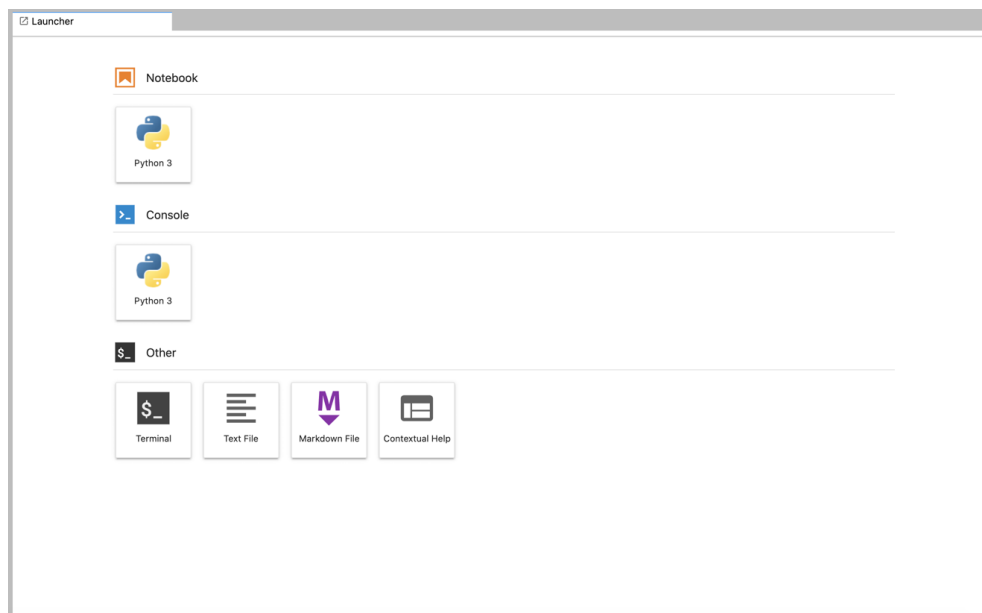 Launcher
Notebook
Python 3
Console
Python 3
$_ Other
$_
M
Terminal Text File Markdown File Contextual Help